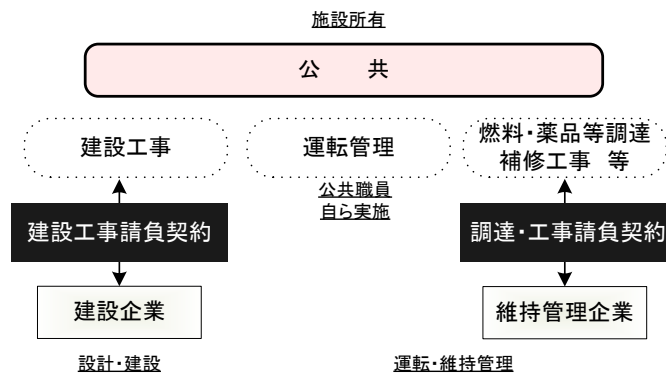 施設所有
公　　共
建設工事
運転管理
燃料・薬品等調達
補修工事　等
公共職員
自ら実施
建設工事請負契約
調達・工事請負契約
建設企業
維持管理企業
設計・建設
運転・維持管理